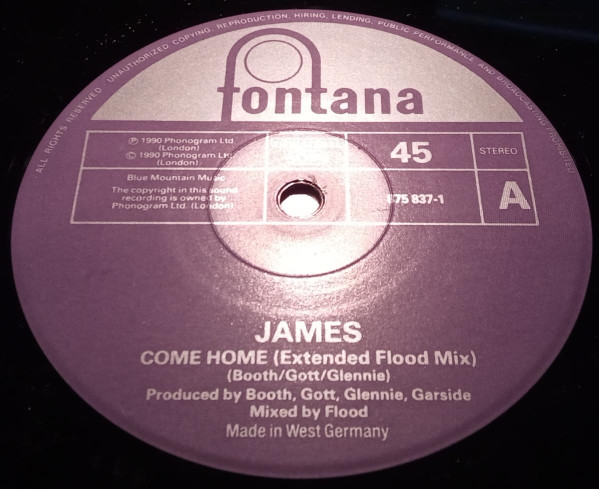 ALL RIGHTS RESERVED UNAUTHORIZED COPYING, REPRODUCTION, HIRING, LENDING, PUBLIC PERFORMANCE AND BROADCASTING PROHIBITED
fontana
℗ 1990 Phonogram Ltd.
(London)
© 1990 Phonogram Ltd.
(London)
45
STEREO
Blue Mountain Music
The copyright in this sound
recording is owned by
Phonogram Ltd. (London)
875 837-1
A
JAMES
COME HOME (Extended Flood Mix)
(Booth/Gott/Glennie)
Produced by Booth, Gott, Glennie, Garside
Mixed by Flood
Made in West Germany